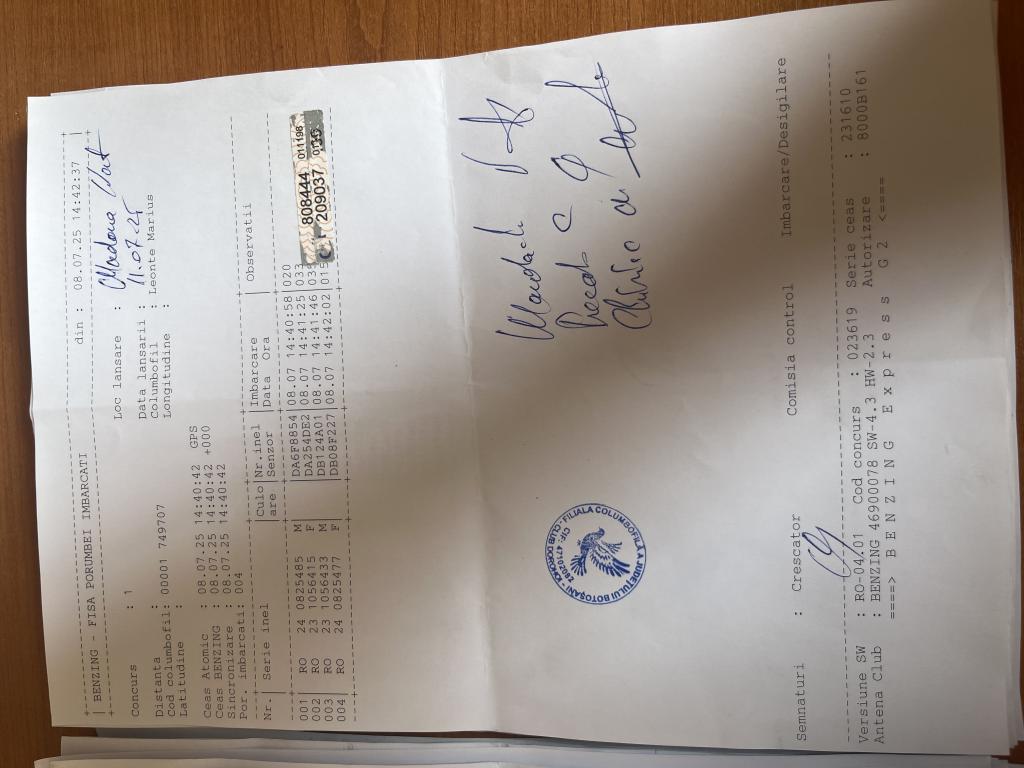 BENZING - FISA PORUMBEI IMBARCATI din : 08.07.25 14:42:37
Concurs : 1 Loc lansare :
Distanta : Data lansarii : 11.07.25
Cod columbofil: 00001 749707 Columbofil : Leonte Marius
Latitudine : Longitudine :
Ceas Atomic : 08.07.25 14:40:42 GPS
Ceas BENZING : 08.07.25 14:40:42 +000
Sincronizare : 08.07.25 14:40:42
Por. imbarcati: 004
Nr.| Serie inel |Culo|Nr.inel |Imbarcare | Observatii
|are |Senzor |Data Ora |
001 | RO 24 0825485 M | |DA6F8854|08.07 14:40:58|020
002 | RO 23 1056415 F | |DA254DE2|08.07 14:41:25|033
003 | RO 23 1056433 M | |DB124A01|08.07 14:41:46|03
004 | RO 24 0825477 F | |DB08F227|08.07 14:42:02|015
808444 011198
C 209037
FILIALA COLUMBOFILĂ A JUDEȚULUI BOTOȘANI
Semnaturi : Crescator Comisia control Imbarcare/Desigilare
Versiune SW : RO-04.01 Cod concurs : 023619 Serie ceas : 231610
Antena Club : BENZING 46900078 SW-4.3 HW-2.3 Autorizare : 8000B161
====> B E N Z I N G E x p r e s s G 2 <====